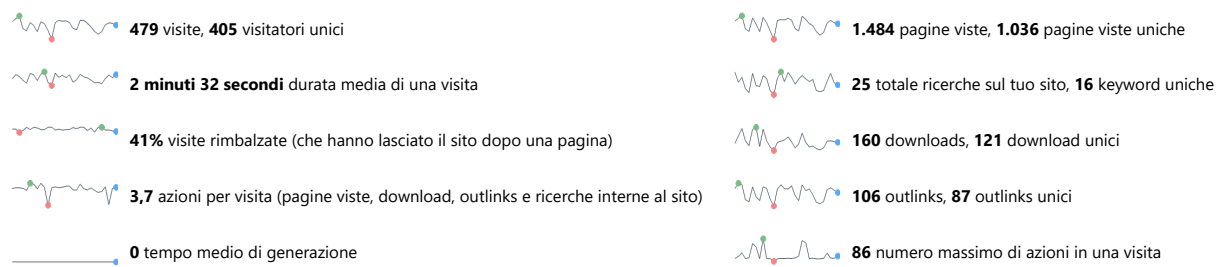 479 visite, 405 visitatori unici
2 minuti 32 secondi durata media di una visita
41% visite rimbalzate (che hanno lasciato il sito dopo una pagina)
3,7 azioni per visita (pagine viste, download, outlinks e ricerche interne al sito)
0 tempo medio di generazione
1.484 pagine viste, 1.036 pagine viste uniche
25 totale ricerche sul tuo sito, 16 keyword uniche
160 downloads, 121 download unici
106 outlinks, 87 outlinks unici
86 numero massimo di azioni in una visita